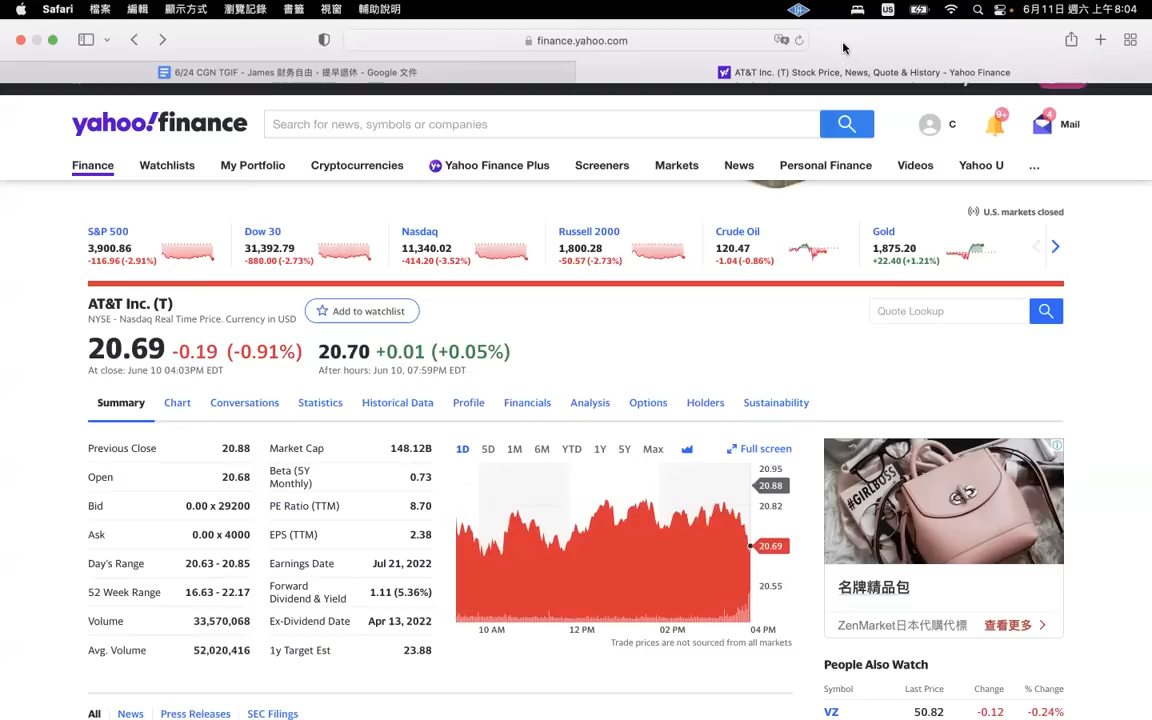 Safari 檔案 編輯 顯示方式 瀏覽記錄 書籤 視窗 輔助說明 US 6月11日 週六 上午8:04
finance.yahoo.com
6/24 CGN TGIF - James 財務自由，提早退休 - Google 文件
AT&T Inc. (T) Stock Price, News, Quote & History - Yahoo Finance
yahoo!finance
Search for news, symbols or companies
C 9+ 4 Mail
Finance Watchlists My Portfolio Cryptocurrencies Y+ Yahoo Finance Plus Screeners Markets News Personal Finance Videos Yahoo U ...
U.S. markets closed
S&P 500 Dow 30 Nasdaq Russell 2000 Crude Oil Gold
3,900.86 31,392.79 11,340.02 1,800.28 120.47 1,875.20
-116.96 (-2.91%) -880.00 (-2.73%) -414.20 (-3.52%) -50.57 (-2.73%) -1.04 (-0.86%) +22.40 (+1.21%)
AT&T Inc. (T)
NYSE - Nasdaq Real Time Price. Currency in USD
Add to watchlist
Quote Lookup
20.69 -0.19 (-0.91%) 20.70 +0.01 (+0.05%)
At close: June 10 04:03PM EDT After hours: Jun 10, 07:59PM EDT
Summary Chart Conversations Statistics Historical Data Profile Financials Analysis Options Holders Sustainability
Previous Close 20.88
Open 20.68
Bid 0.00 x 29200
Ask 0.00 x 4000
Day's Range 20.63 - 20.85
52 Week Range 16.63 - 22.17
Volume 33,570,068
Avg. Volume 52,020,416
Market Cap 148.12B
Beta (5Y
Monthly) 0.73
PE Ratio (TTM) 8.70
EPS (TTM) 2.38
Earnings Date Jul 21, 2022
Forward
Dividend & Yield 1.11 (5.36%)
Ex-Dividend Date Apr 13, 2022
1y Target Est 23.88
1D 5D 1M 6M YTD 1Y 5Y Max Full screen
20.95
20.88
20.82
20.69
20.55
10 AM 12 PM 02 PM 04 PM
Trade prices are not sourced from all markets
#GIRLBOSS
名牌精品包
ZenMarket日本代購代標 查看更多
People Also Watch
Symbol Last Price Change % Change
VZ 50.82 -0.12 -0.24%
All News Press Releases SEC Filings